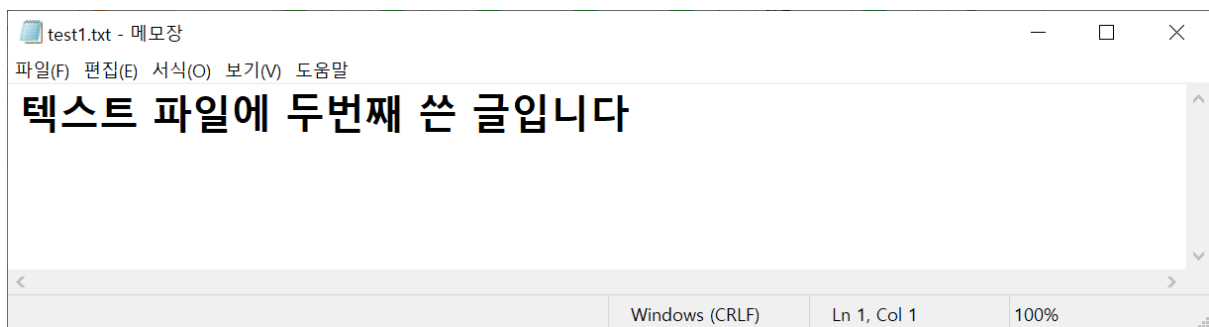 test1.txt - 메모장
파일(F) 편집(E) 서식(O) 보기(V) 도움말
텍스트 파일에 두번째 쓴 글입니다
Windows (CRLF) Ln 1, Col 1 100%